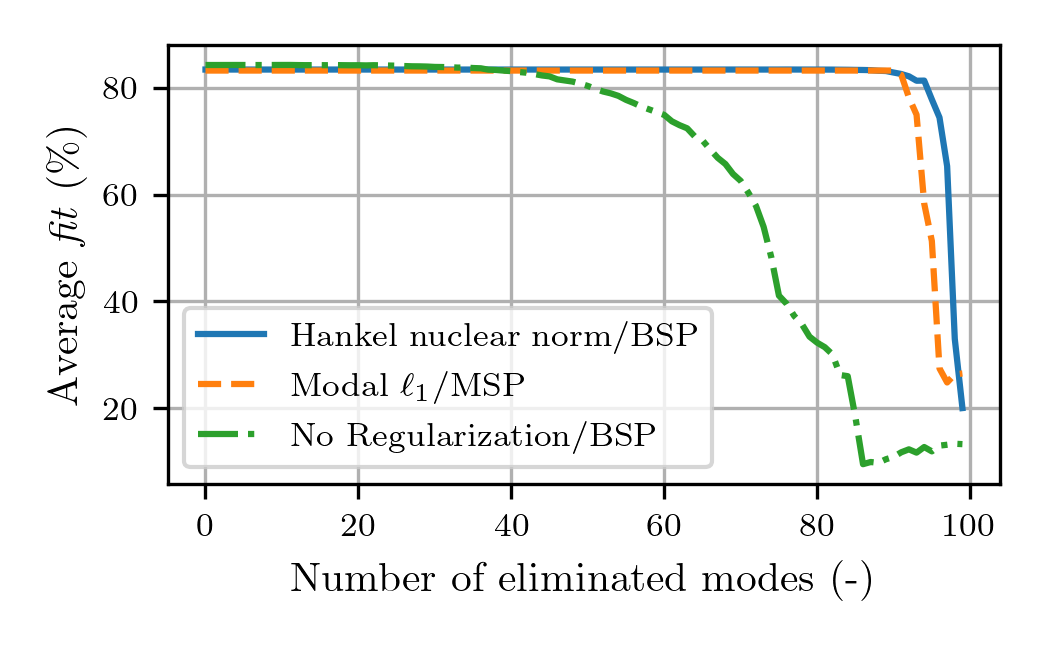 80
60
40
20
Average fit (%)
Hankel nuclear norm/BSP
Modal ℓ₁/MSP
No Regularization/BSP
0 20 40 60 80 100
Number of eliminated modes (-)